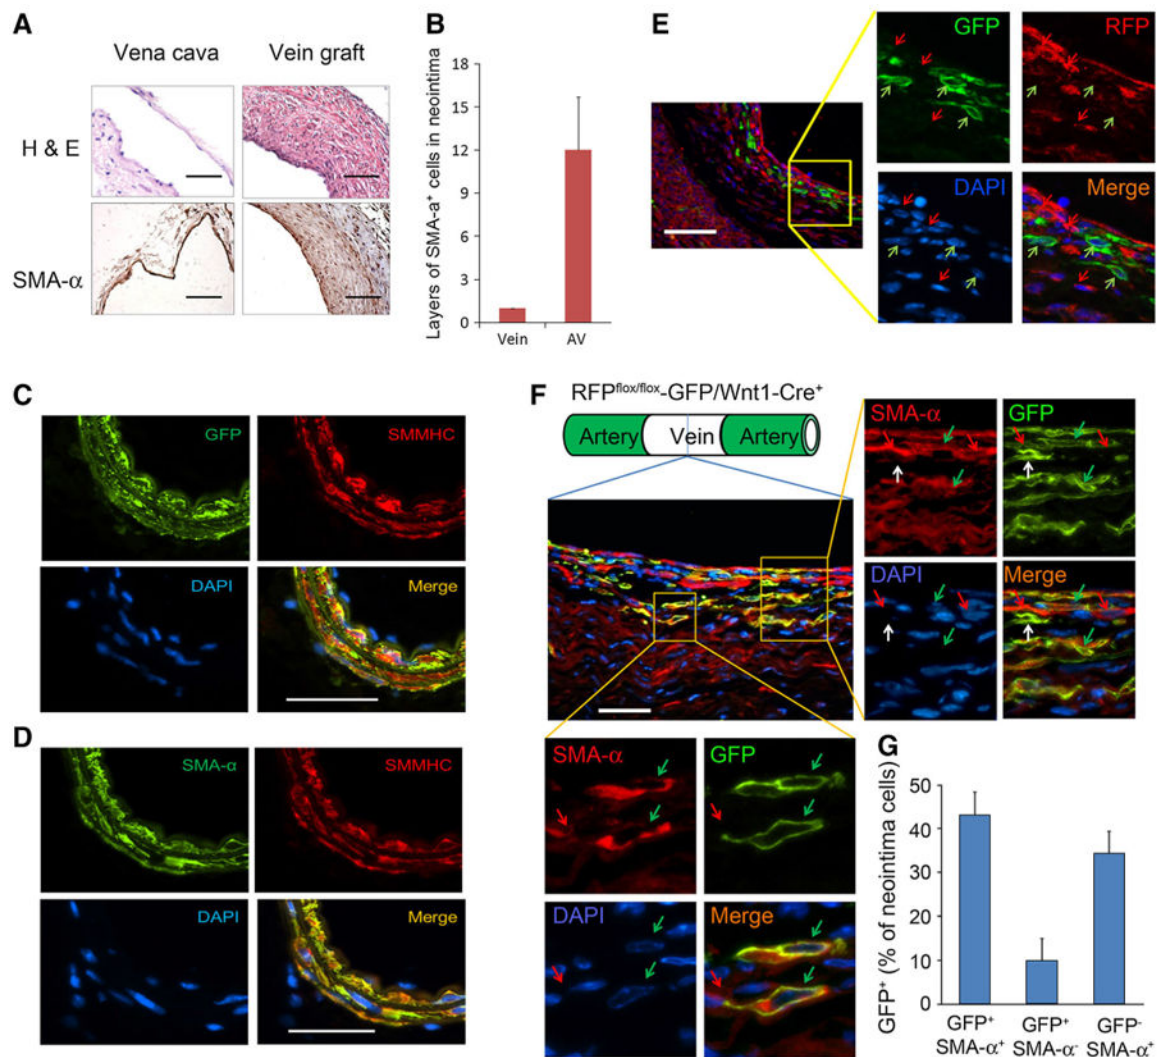 A
Vena cava
Vein graft
H & E
SMA-α
B
Layers of SMA-a⁺ cells in neointima
18
15
12
9
6
3
0
Vein
AV
E
GFP
RFP
DAPI
Merge
C
GFP
SMMHC
DAPI
Merge
D
SMA-α
SMMHC
DAPI
Merge
F
RFPflox/flox-GFP/Wnt1-Cre⁺
Artery
Vein
Artery
SMA-α
GFP
DAPI
Merge
SMA-α
GFP
DAPI
Merge
G
GFP⁺ (% of neointima cells)
50
40
30
20
10
0
GFP⁺
SMA-α⁺
GFP⁺
SMA-α⁻
GFP⁻
SMA-α⁺